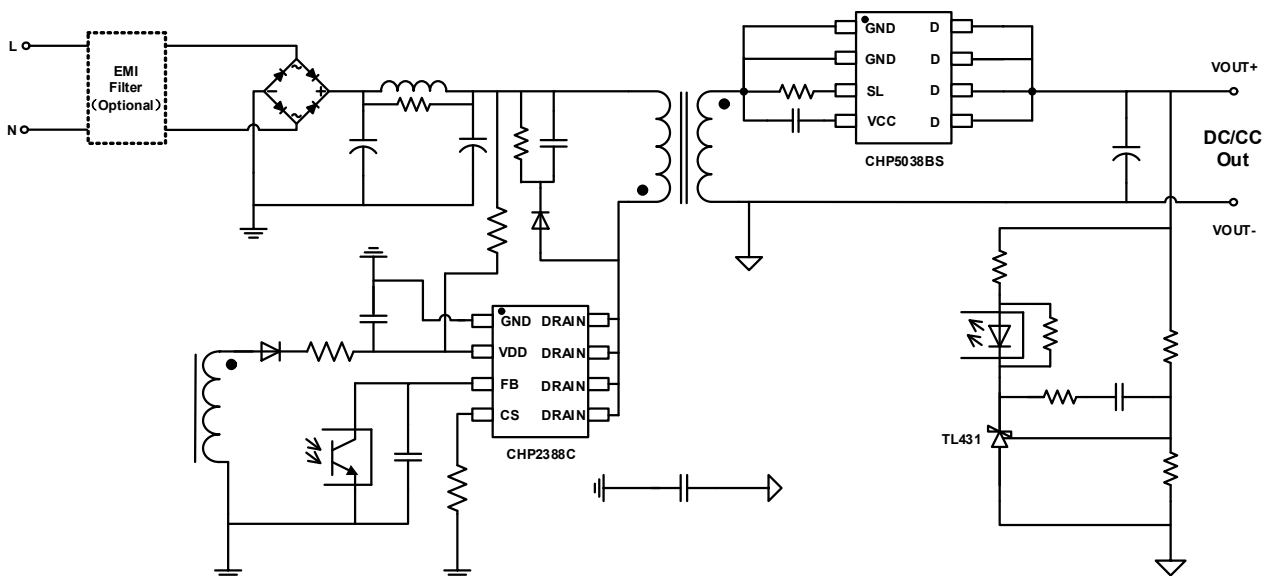 L
N
EMI
Filter
（Optional）
~
~
-
+
GND
D
GND
D
SL
D
VCC
D
CHP5038BS
VOUT+
DC/CC
Out
VOUT-
GND
DRAIN
VDD
DRAIN
FB
DRAIN
CS
DRAIN
CHP2388C
TL431